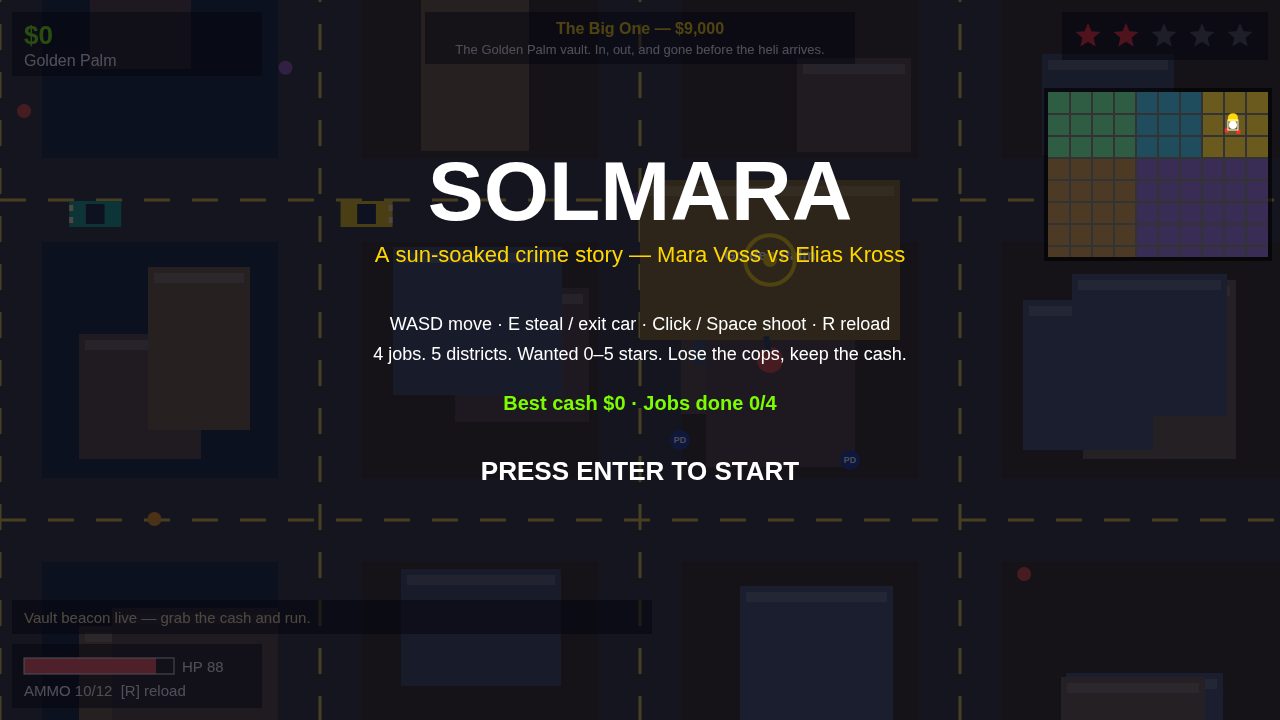 $0
Golden Palm
The Big One — $9,000
The Golden Palm vault. In, out, and gone before the heli arrives.
SOLMARA
A sun-soaked crime story — Mara Voss vs Elias Kross
WASD move · E steal / exit car · Click / Space shoot · R reload
4 jobs. 5 districts. Wanted 0–5 stars. Lose the cops, keep the cash.
Best cash $0 · Jobs done 0/4
PD
PD
PRESS ENTER TO START
Vault beacon live — grab the cash and run.
HP 88
AMMO 10/12 [R] reload